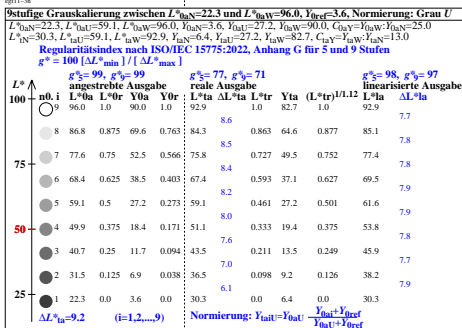 9stufige Grauskalierung zwischen L*0aN=22.3 und L*0aW=96.0, Y0ref=3.6, Normierung: Grau U
L*0aN=22.3, L*0aU=59.1, L*0aW=96.0, Y0aN=3.6, Y0aU=27.2, Y0aW=90.0, C0aY=Y0aW:Y0aN=25.0
L*taN=30.3, L*taU=59.1, L*taW=92.9, YtaN=6.4, YtaU=27.2, YtaW=82.7, CtaY=YtaW:YtaN=13.0
Regularitätsindex nach ISO/IEC 15775:2022, Anhang G für 5 und 9 Stufen
g* = 100 [ΔL*min ] / [ ΔL*max ]
g*5= 99, g*9= 99 g*5= 77, g*9= 71 g*5= 98, g*9= 97
L* angestrebte Ausgabe reale Ausgabe linearisierte Ausgabe
n0. i L*0a L*0r Y0a Y0r L*ta ΔL*ta L*tr Yta (L*tr)1/1.12 L*la ΔL*la
100 9 96.0 1.0 90.0 1.0 92.9 1.0 82.7 1.0 92.9
8.6 7.7
8 86.8 0.875 69.6 0.763 84.3 0.863 64.6 0.877 85.1
8.5 7.8
75 7 77.6 0.75 52.5 0.566 75.8 0.727 49.5 0.752 77.4
8.4 7.8
6 68.4 0.625 38.5 0.403 67.4 0.593 37.1 0.627 69.5
8.2 7.9
5 59.1 0.5 27.2 0.273 59.1 0.461 27.2 0.501 61.6
8.0 7.8
50 4 49.9 0.375 18.4 0.171 51.1 0.333 19.4 0.375 53.8
7.6 7.8
3 40.7 0.25 11.7 0.094 43.5 0.211 13.5 0.249 45.9
7.0 7.7
2 31.5 0.125 6.9 0.038 0.098 9.2 0.126 38.2
6.1 7.9
25 1 22.3 0.0 3.6 0.0 30.3 0.0 6.4 0.0 30.3
ΔL*ta=9.2 (i=1,2,...,9) Normierung: YtaiU=Y0aU Y0ai+Y0ref
Y0aU+Y0ref